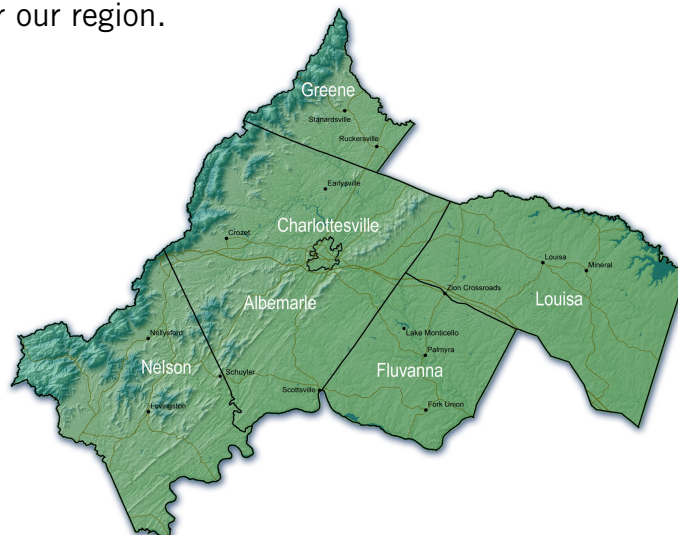 r our region.
Greene
Stanardsville
Ruckersville
Earlysville
Charlottesville
Crozet
Louisa
Mineral
Zion Crossroads
Louisa
Albemarle
Lake Monticello
Nellysford
Palmyra
Nelson
Fluvanna
Schuyler
Scottsville
Lovingston
Fork Union